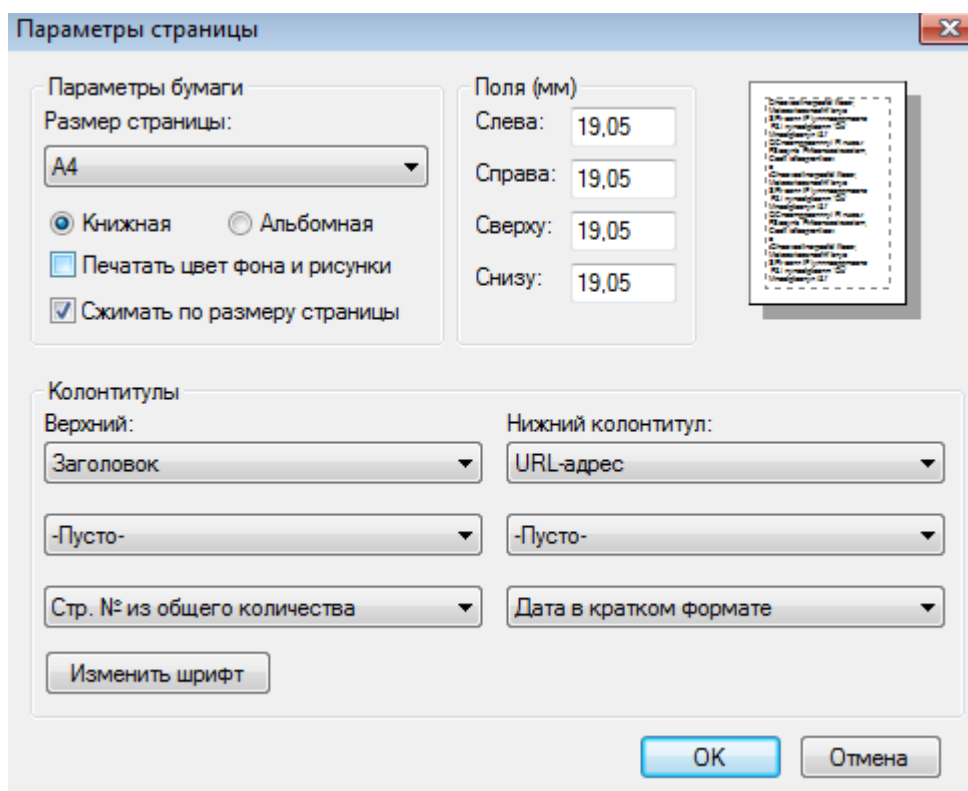 Параметры страницы
Параметры бумаги
Размер страницы:
A4
Книжная
Альбомная
Печатать цвет фона и рисунки
Сжимать по размеру страницы
Поля (мм)
Слева: 19,05
Справа: 19,05
Сверху: 19,05
Снизу: 19,05
Колонтитулы
Верхний:
Заголовок
-Пусто-
Стр. № из общего количества
Изменить шрифт
Нижний колонтитул:
URL-адрес
-Пусто-
Дата в кратком формате
OK
Отмена